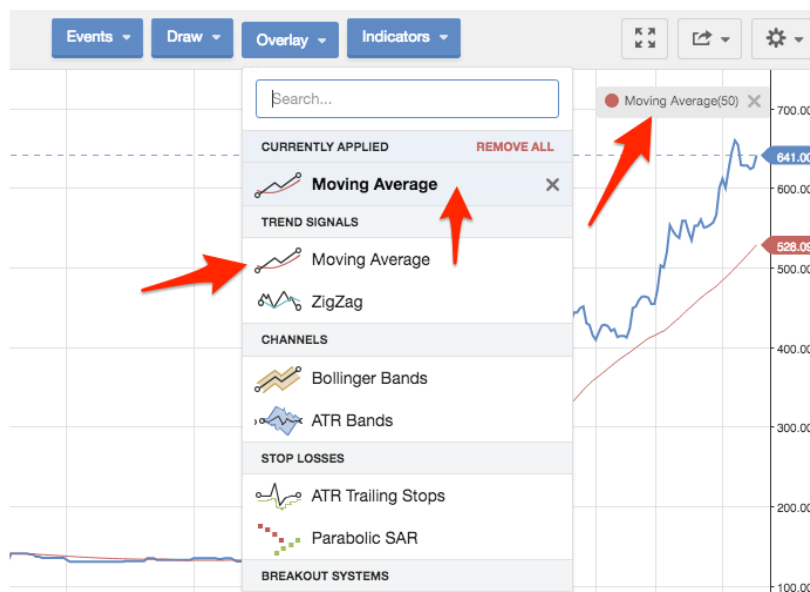 Events
Draw
Overlay
Indicators
Search...
CURRENTLY APPLIED REMOVE ALL
Moving Average
TREND SIGNALS
Moving Average
ZigZag
CHANNELS
Bollinger Bands
ATR Bands
STOP LOSSES
ATR Trailing Stops
Parabolic SAR
BREAKOUT SYSTEMS
Moving Average(50)
700.00
641.00
600.00
528.09
500.00
400.00
300.00
200.00
100.00